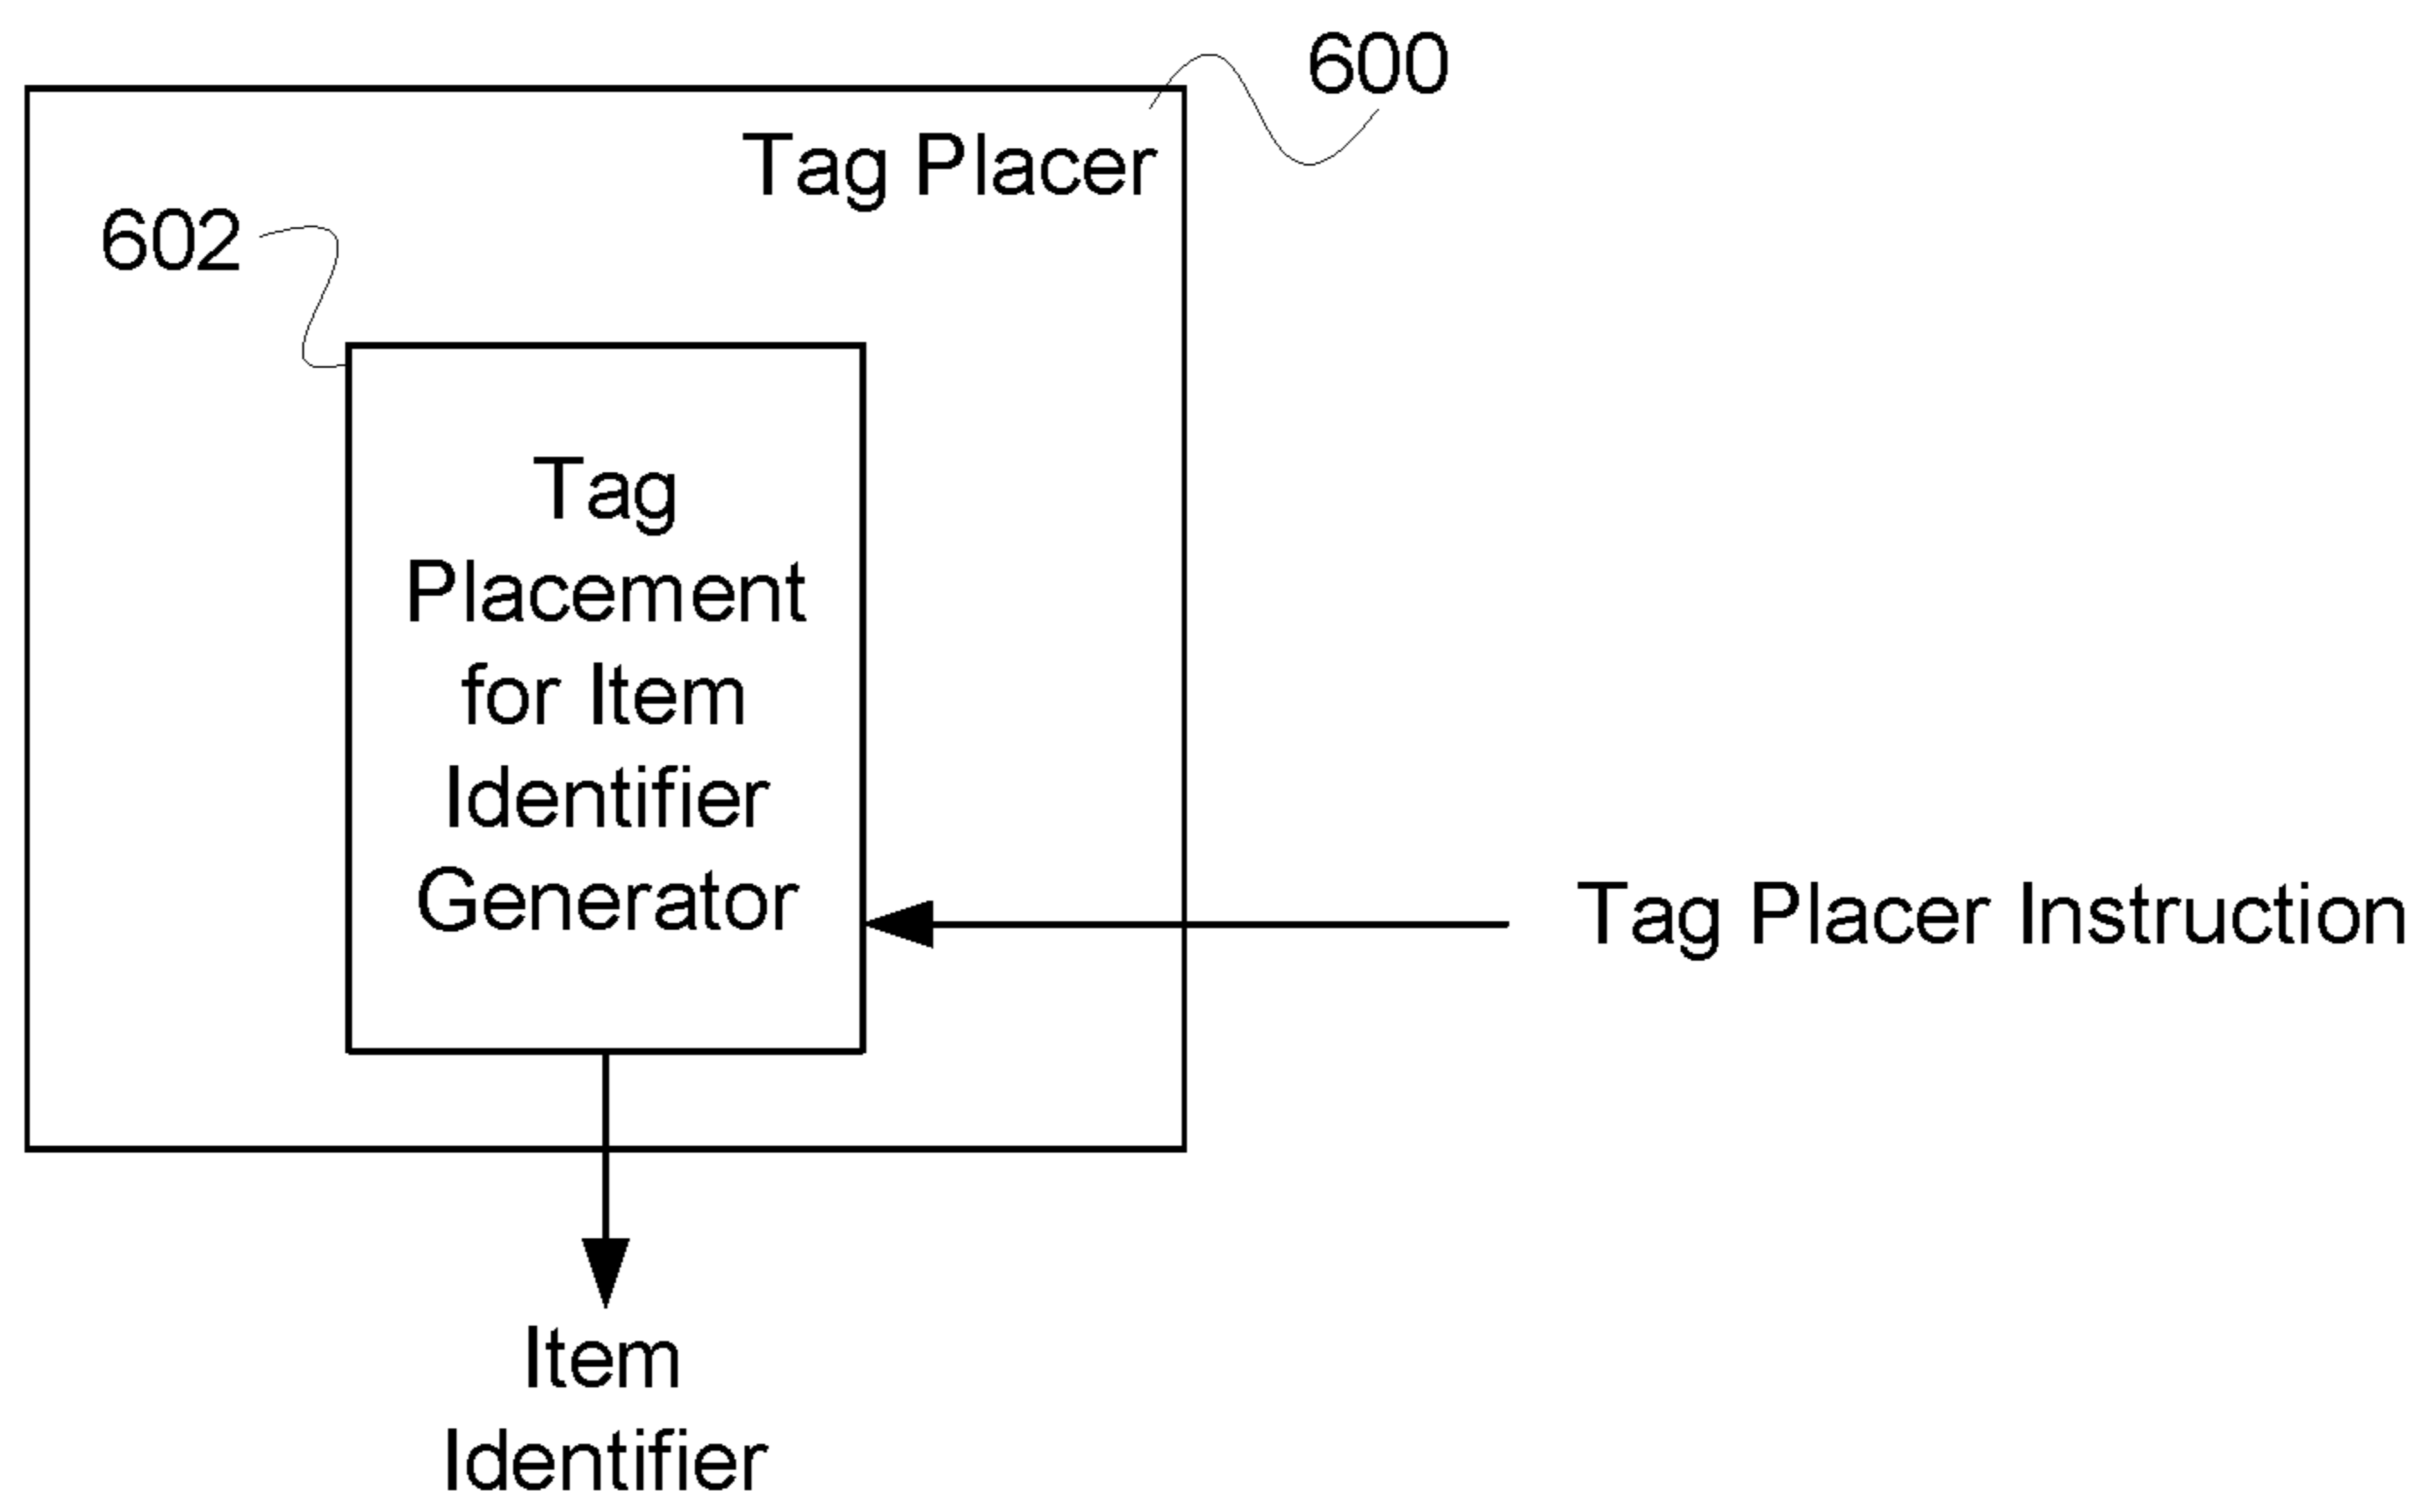 600
Tag Placer
602
Tag
Placement
for Item
Identifier
Generator
Tag Placer Instruction
Item
Identifier